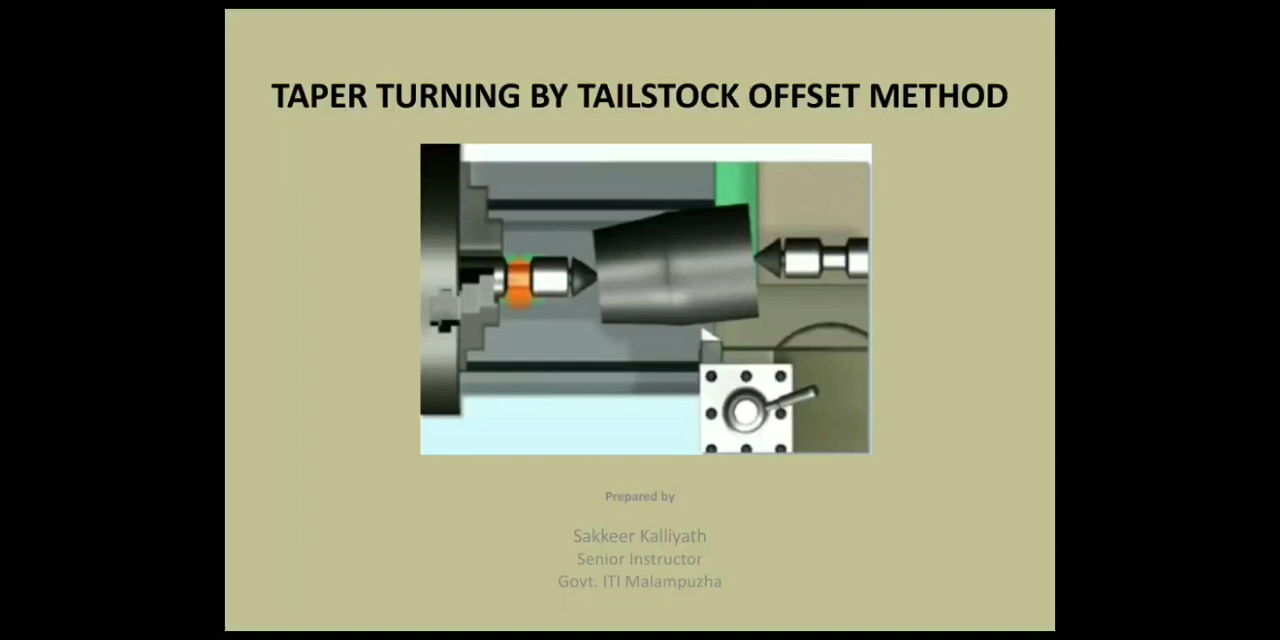 TAPER TURNING BY TAILSTOCK OFFSET METHOD
Prepared by
Sakkeer Kalliyath
Senior Instructor
Govt. ITI Malampuzha